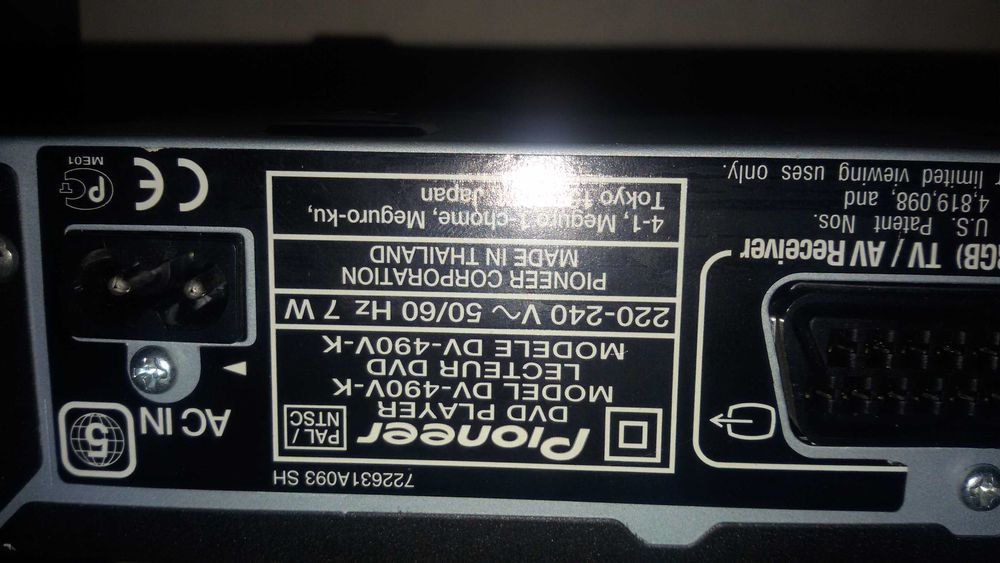 722631A093 SH
Pioneer
PAL /
NTSC
DVD PLAYER
MODEL DV-490V-K
LECTEUR DVD
MODELE DV-490V-K
220-240 V~ 50/60 Hz 7 W
PIONEER CORPORATION
MADE IN THAILAND
4-1, Meguro 1-chome, Meguro-ku,
Tokyo Japan
5
AC IN
CE
ME01
TV / AV Receiver
U.S. Patent Nos.
4,819,098, and
limited viewing uses only.